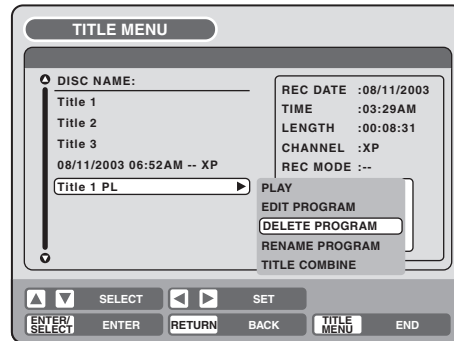 TITLE MENU
DISC NAME:
Title 1
Title 2
Title 3
08/11/2003 06:52AM -- XP
Title 1 PL
REC DATE :08/11/2003
TIME :03:29AM
LENGTH :00:08:31
CHANNEL :XP
REC MODE :--
PLAY
EDIT PROGRAM
DELETE PROGRAM
RENAME PROGRAM
TITLE COMBINE
SELECT SET
ENTER/SELECT ENTER RETURN BACK TITLE MENU END